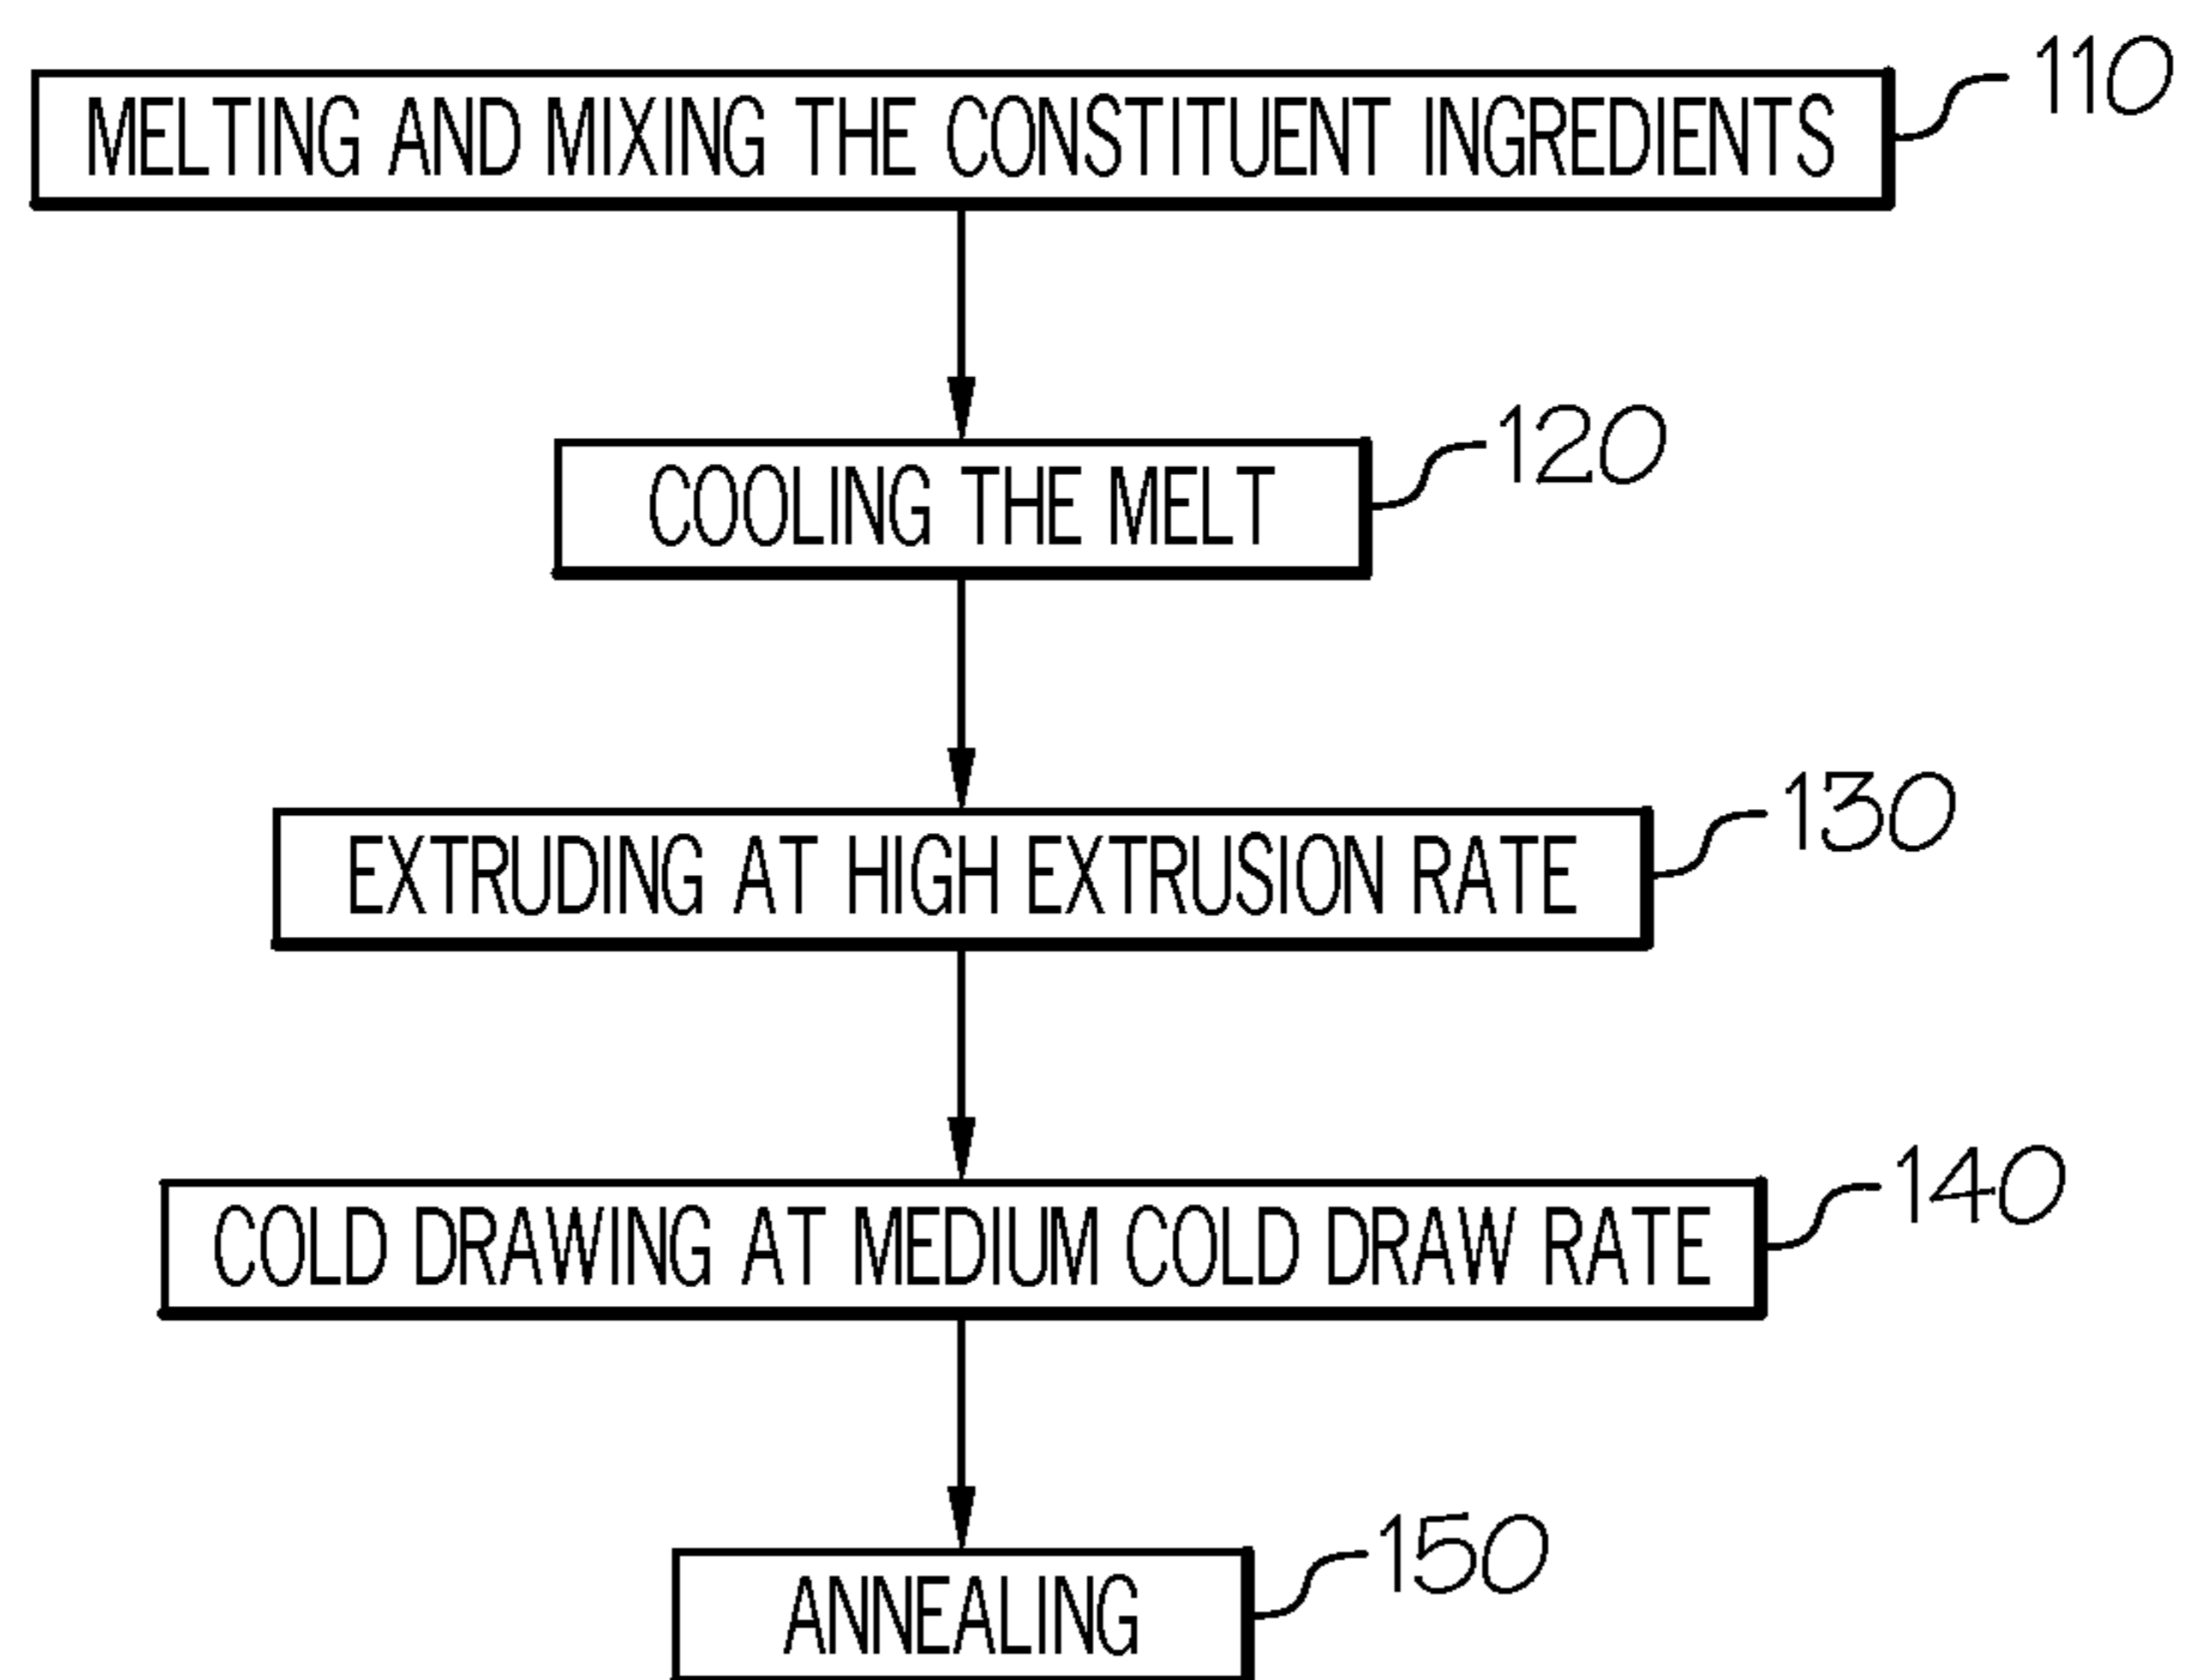 110
MELTING AND MIXING THE CONSTITUENT INGREDIENTS
120
COOLING THE MELT
130
EXTRUDING AT HIGH EXTRUSION RATE
140
COLD DRAWING AT MEDIUM COLD DRAW RATE
150
ANNEALING